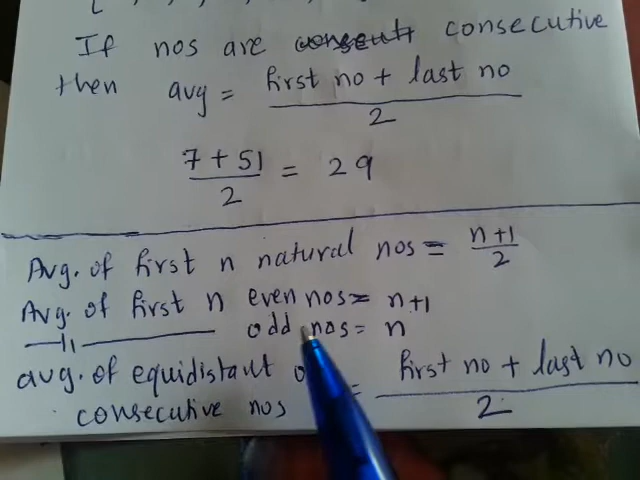 If nos are consecutive
then avg = first no + last no / 2
7 + 51 / 2 = 29
Avg. of first n natural nos = n+1 / 2
Avg. of first n even nos = n+1
—11— odd nos = n
avg. of equidistant = first no + last no / 2
consecutive nos